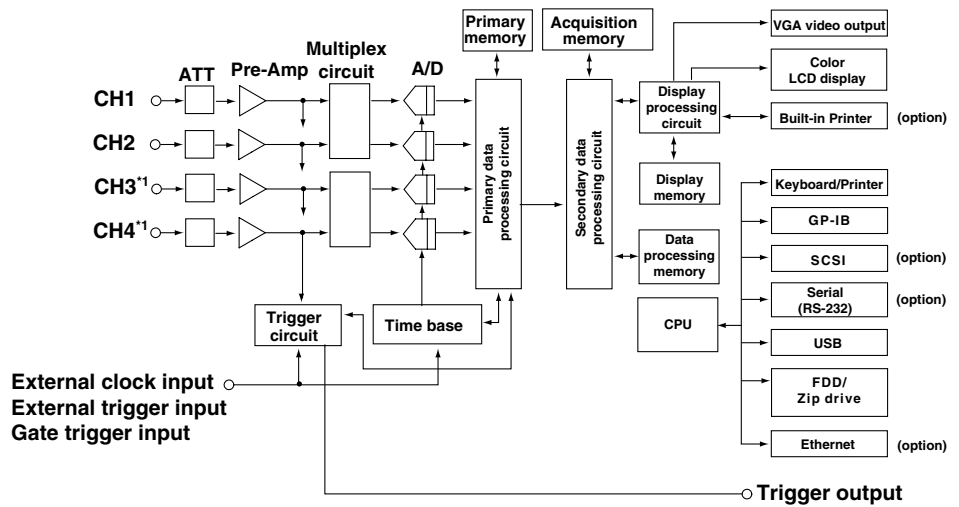 Primary
memory
Acquisition
memory
VGA video output
Multiplex
circuit
ATT
Pre-Amp
A/D
Color
LCD display
CH1
Display
processing
circuit
Built-in Printer (option)
CH2
Primary data
processing circuit
Secondary data
processing circuit
Display
memory
Keyboard/Printer
CH3*1
GP-IB
CH4*1
Data
processing
memory
SCSI (option)
Trigger
circuit
Time base
CPU
Serial
(RS-232) (option)
USB
External clock input
External trigger input
Gate trigger input
FDD/
Zip drive
Ethernet (option)
Trigger output